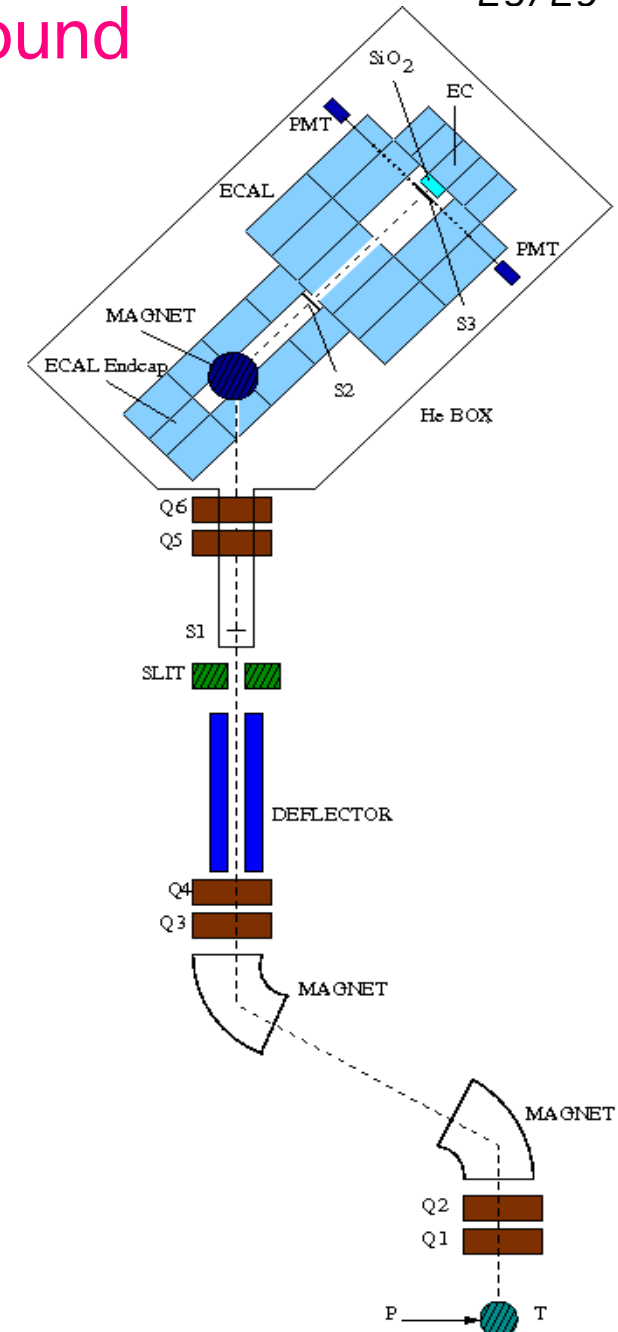 ound
SiO2
EC
PMT
ECAL
PMT
MAGNET
S3
ECAL Endcap
S2
He BOX
Q6
Q5
S1
SLIT
DEFLECTOR
Q4
Q3
MAGNET
MAGNET
Q2
Q1
P
T